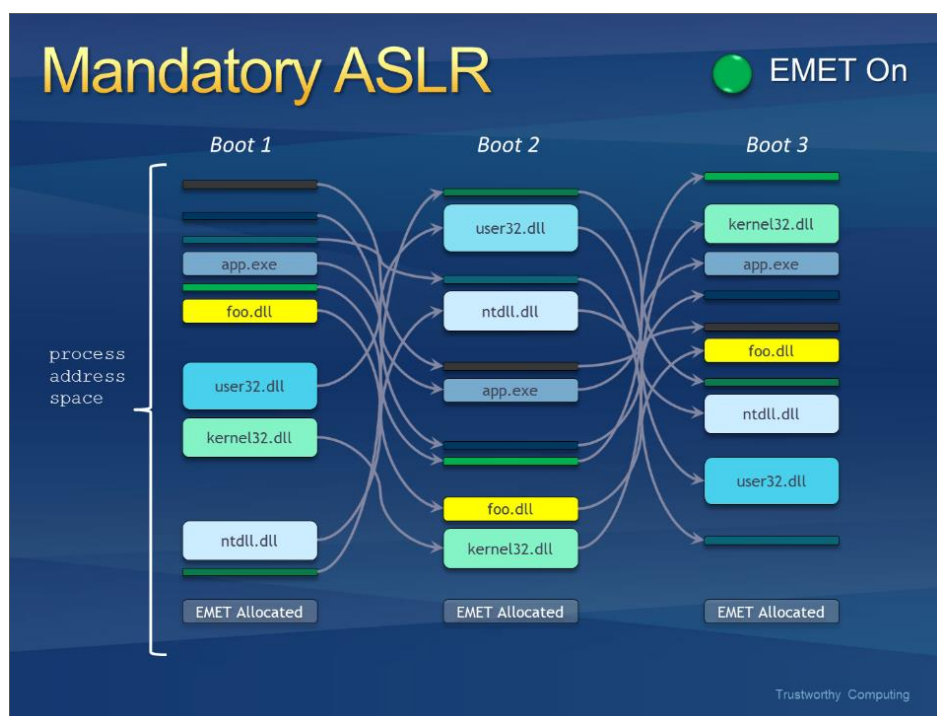 Mandatory ASLR
EMET On
Boot 1
Boot 2
Boot 3
process
address
space
app.exe
foo.dll
user32.dll
kernel32.dll
ntdll.dll
EMET Allocated
user32.dll
ntdll.dll
app.exe
foo.dll
kernel32.dll
EMET Allocated
kernel32.dll
app.exe
foo.dll
ntdll.dll
user32.dll
EMET Allocated
Trustworthy Computing